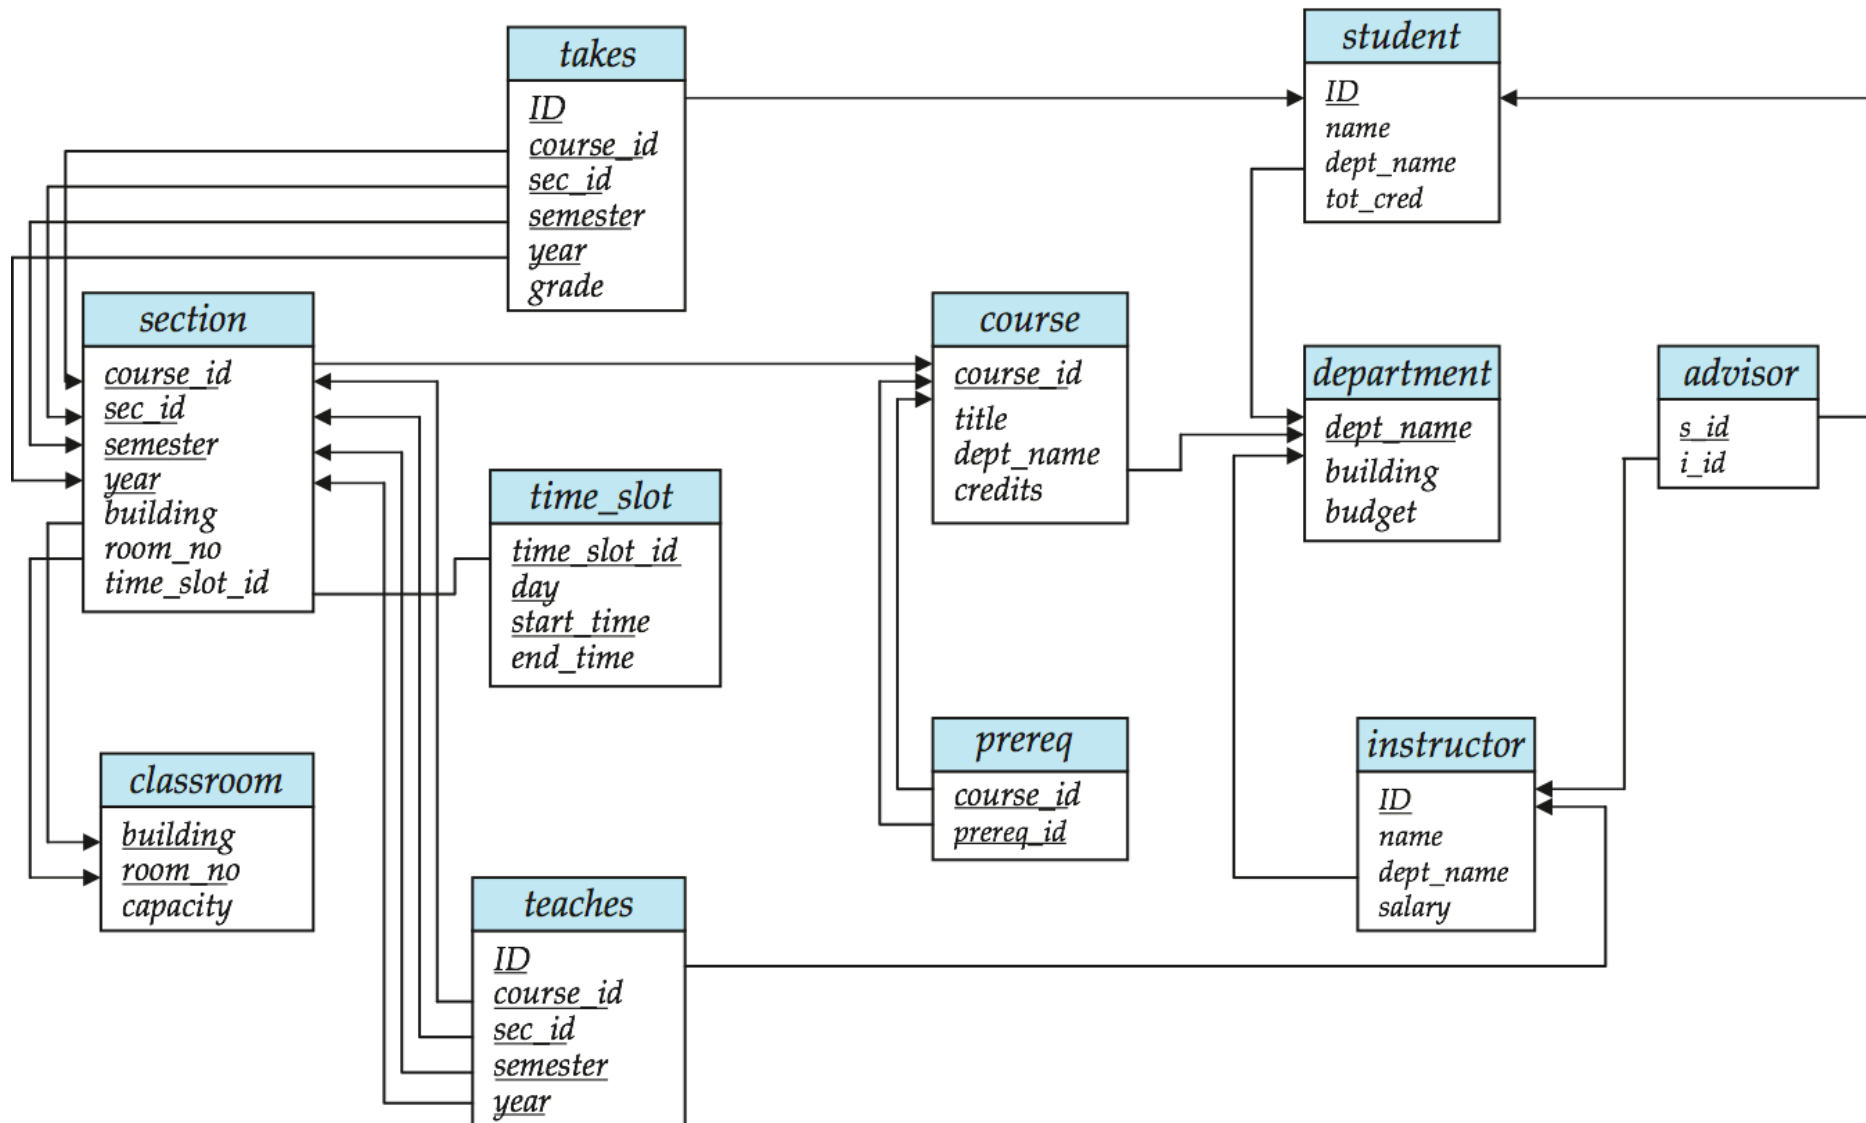 takes
ID
course_id
sec_id
semester
year
grade
student
ID
name
dept_name
tot_cred
section
course_id
sec_id
semester
year
building
room_no
time_slot_id
course
course_id
title
dept_name
credits
department
dept_name
building
budget
advisor
s_id
i_id
time_slot
time_slot_id
day
start_time
end_time
prereq
course_id
prereq_id
instructor
ID
name
dept_name
salary
classroom
building
room_no
capacity
teaches
ID
course_id
sec_id
semester
year